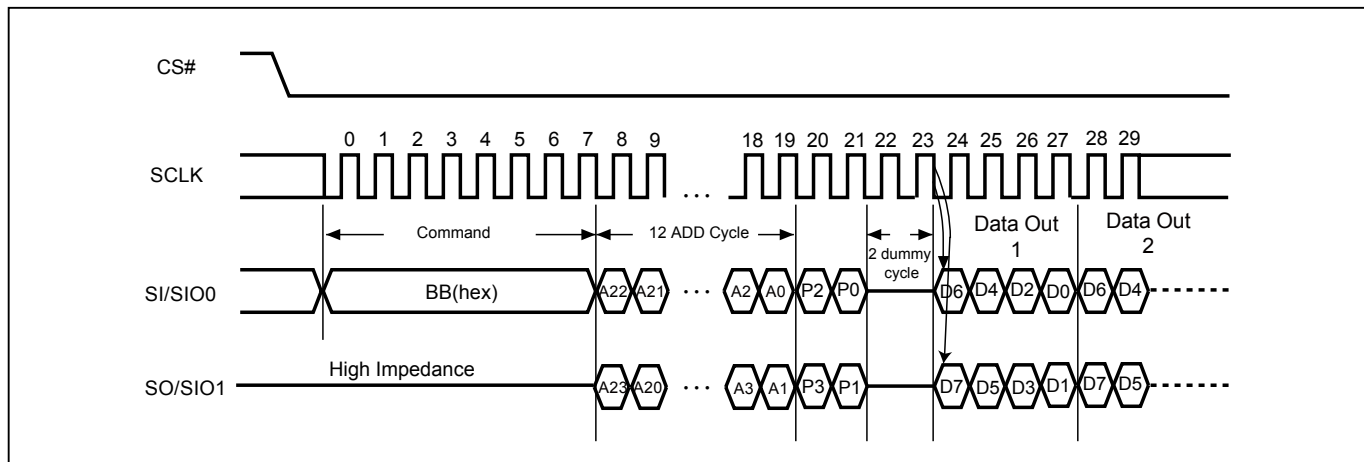 CS#
0 1 2 3 4 5 6 7 8 9 18 19 20 21 22 23 24 25 26 27 28 29
SCLK
...
Command
12 ADD Cycle
2 dummy
cycle
Data Out
1
Data Out
2
SI/SIO0
BB(hex)
A22 A21 ... A2 A0 P2 P0 D6 D4 D2 D0 D6 D4
High Impedance
SO/SIO1
A23 A20 ... A3 A1 P3 P1 D7 D5 D3 D1 D7 D5